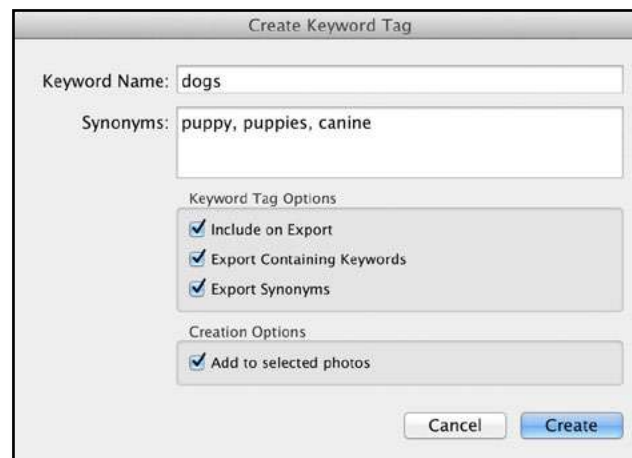 Create Keyword Tag
Keyword Name: dogs
Synonyms: puppy, puppies, canine
Keyword Tag Options
Include on Export
Export Containing Keywords
Export Synonyms
Creation Options
Add to selected photos
Cancel Create